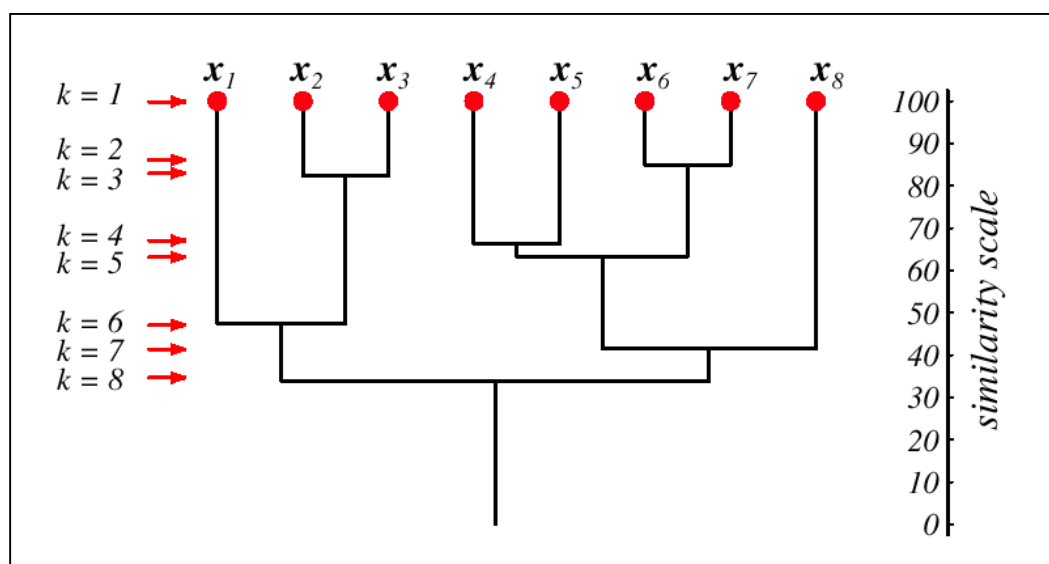 x1 x2 x3 x4 x5 x6 x7 x8
k = 1
k = 2
k = 3
k = 4
k = 5
k = 6
k = 7
k = 8
100
90
80
70
60
50
40
30
20
10
0
similarity scale